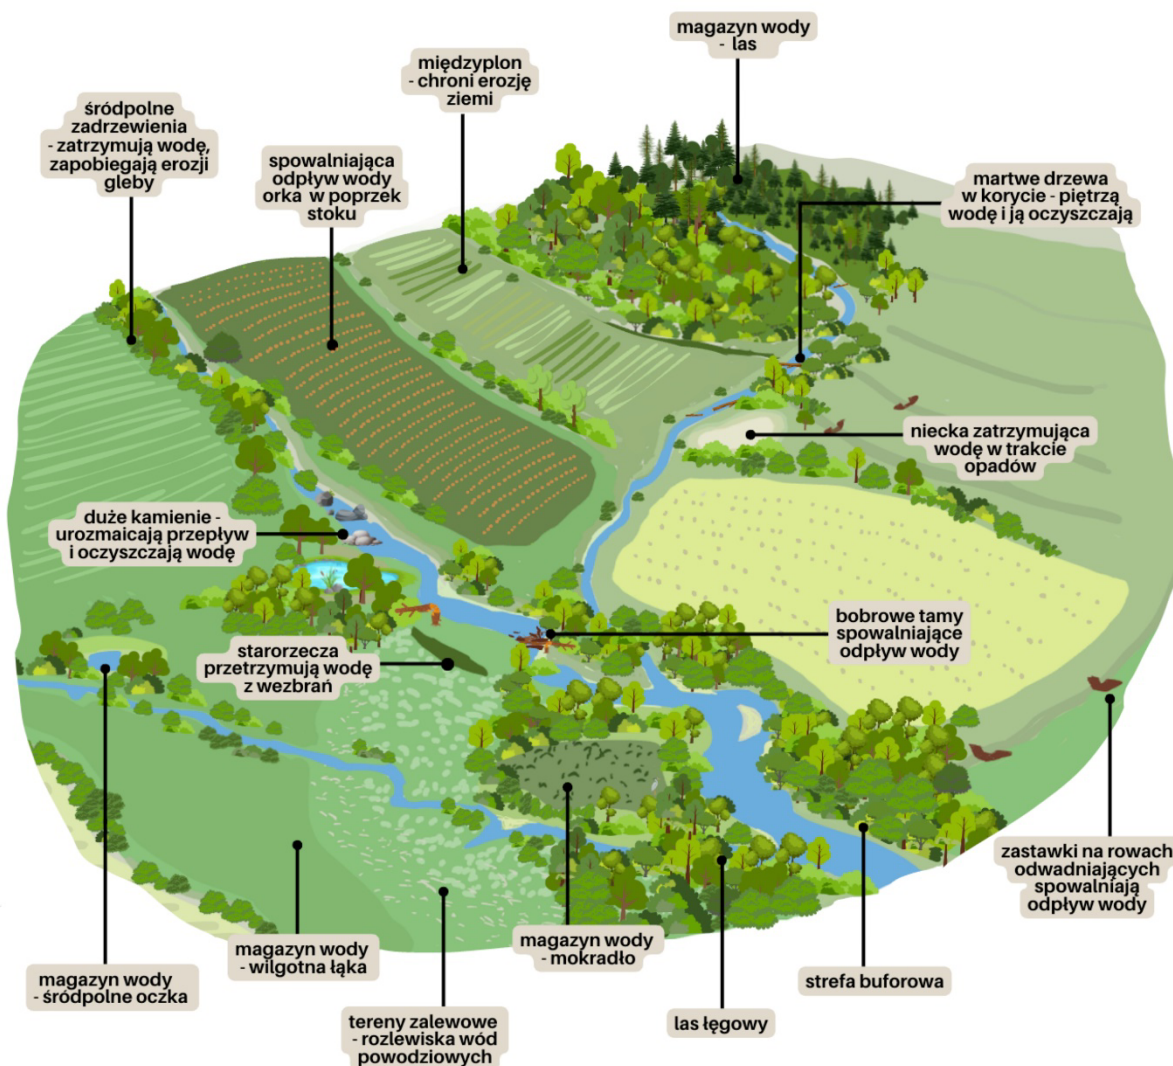 magazyn wody
- las
międzyplon
- chroni erozję
ziemi
śródpolne
zadrzewienia
- zatrzymują wodę,
zapobiegają erozji
gleby
spowalniająca
odpływ wody
orka w poprzek
stoku
martwe drzewa
w korycie - piętrzą
wodę i ją oczyszczają
niecka zatrzymująca
wodę w trakcie
opadów
duże kamienie -
urozmaicają przepływ
i oczyszczają wodę
bobrowe tamy
spowalniające
odpływ wody
starorzecza
przetrzymują wodę
z wezbrań
zastawki na rowach
odwadniających
spowalniają
odpływ wody
magazyn wody
- śródpolne oczka
magazyn wody
- wilgotna łąka
tereny zalewowe
- rozlewiska wód
powodziowych
magazyn wody
- mokradło
las łęgowy
strefa buforowa